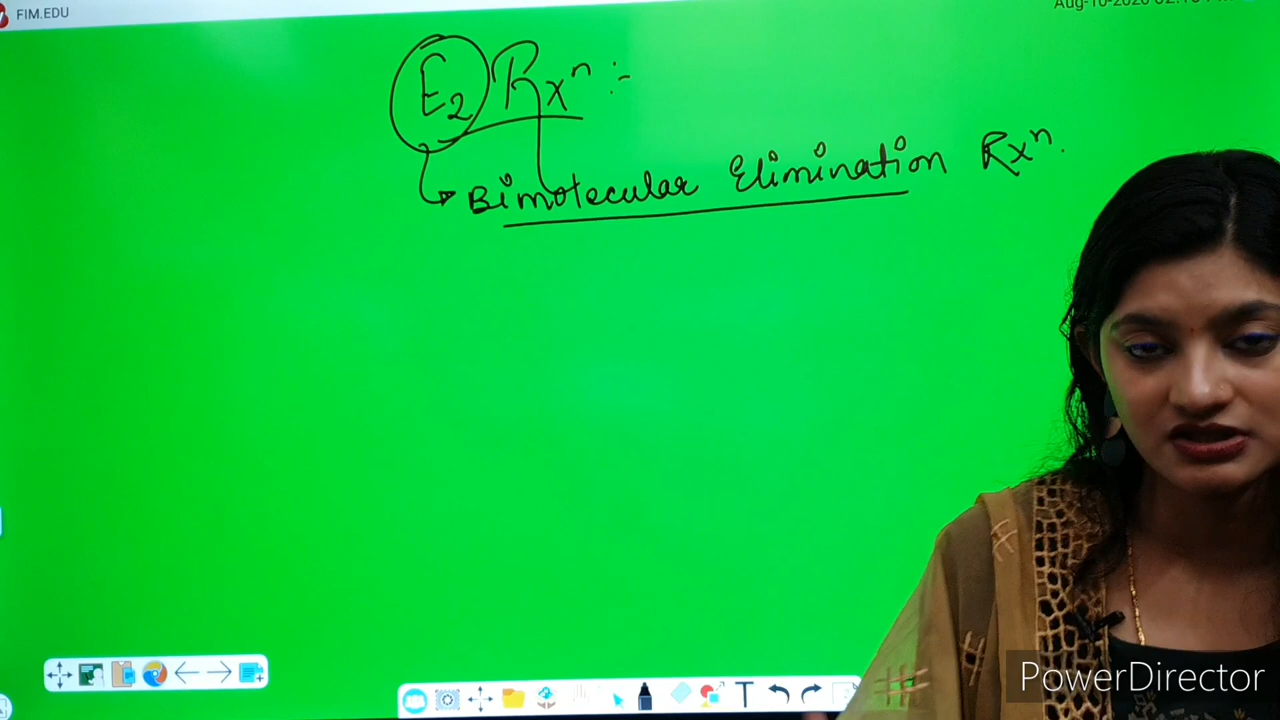 FIM.EDU
E2 Rxn :-
Bimolecular Elimination Rxn.
T
PowerDirector